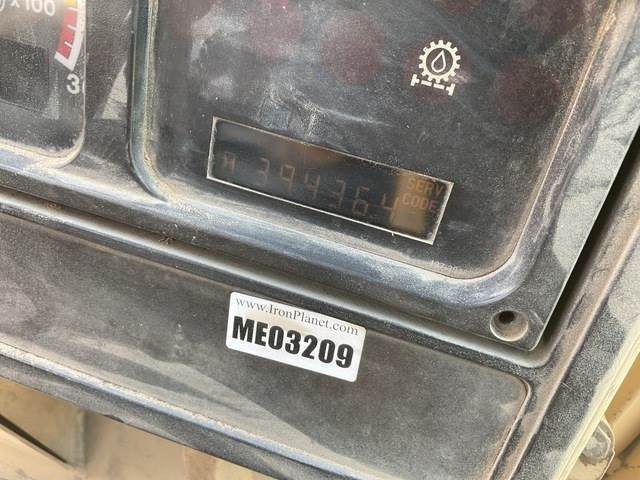 x100
3
394364
SERV
CODE
www.IronPlanet.com
ME03209